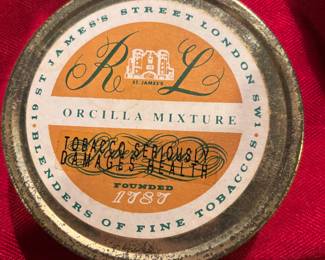 61 ST JAMES'S STREET LONDON SW1
R L
ST. JAMES'S
ORCILLA MIXTURE
TOBACCO SERIOUSLY
DAMAGES HEALTH
FOUNDED
1787
BLENDERS OF FINE TOBACCOS